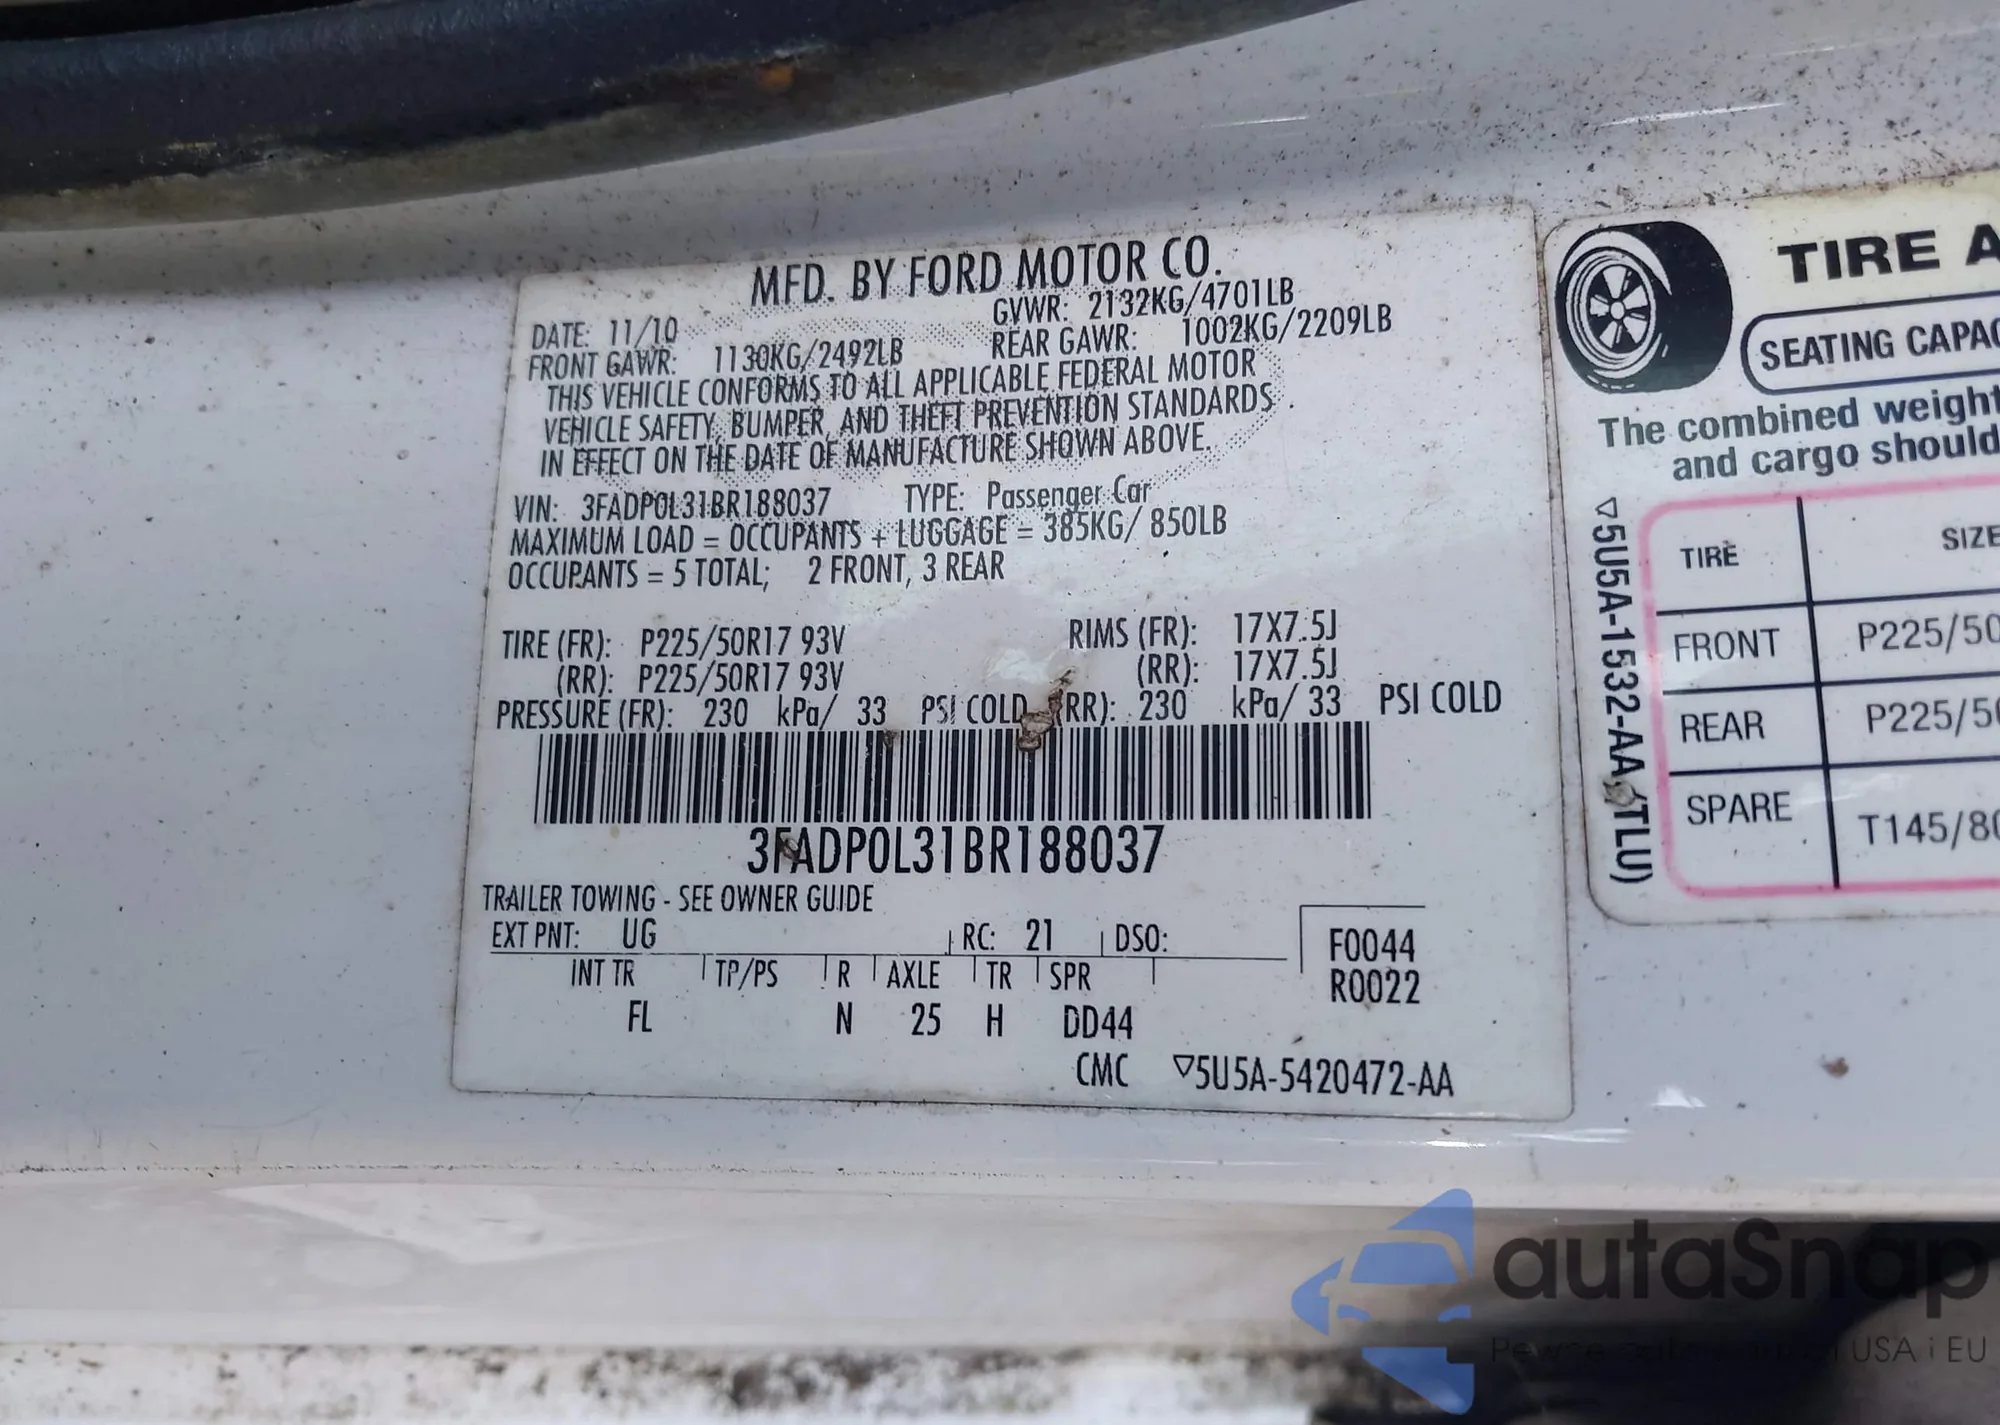 MFD. BY FORD MOTOR CO.
DATE: 11/10 GVWR: 2132KG/4701LB
FRONT GAWR: 1130KG/2492LB REAR GAWR: 1002KG/2209LB
THIS VEHICLE CONFORMS TO ALL APPLICABLE FEDERAL MOTOR
VEHICLE SAFETY, BUMPER, AND THEFT PREVENTION STANDARDS
IN EFFECT ON THE DATE OF MANUFACTURE SHOWN ABOVE.
VIN: 3FADP0L31BR188037 TYPE: Passenger Car
MAXIMUM LOAD = OCCUPANTS + LUGGAGE = 385KG/ 850LB
OCCUPANTS = 5 TOTAL; 2 FRONT, 3 REAR
TIRE (FR): P225/50R17 93V RIMS (FR): 17X7.5J
(RR): P225/50R17 93V (RR): 17X7.5J
PRESSURE (FR): 230 kPa/ 33 PSI COLD (RR): 230 kPa/ 33 PSI COLD
3FADP0L31BR188037
TRAILER TOWING - SEE OWNER GUIDE
EXT PNT: UG RC: 21 DSO:
INT TR TP/PS R AXLE TR SPR
FL N 25 H DD44
F0044
R0022
CMC ▽5U5A-5420472-AA
TIRE A
SEATING CAPAC
The combined weight
and cargo should
▽5U5A-1532-AA (TLU)
TIRE SIZE
FRONT P225/50
REAR P225/50
SPARE T145/80
autaSnap
USA i EU